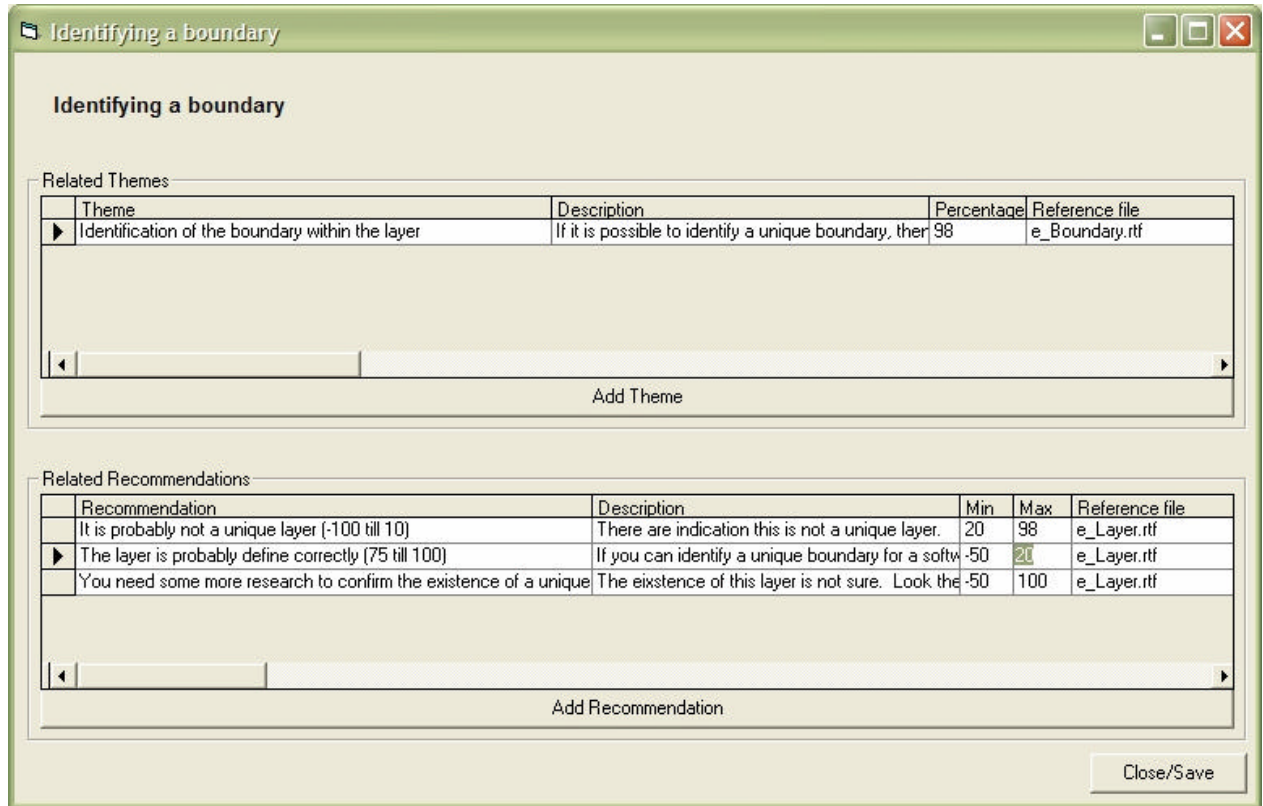 Identifying a boundary
Identifying a boundary
Related Themes
Theme Description Percentage Reference file
Identification of the boundary within the layer If it is possible to identify a unique boundary, ther 98 e_Boundary.rtf
Add Theme
Related Recommendations
Recommendation Description Min Max Reference file
It is probably not a unique layer (-100 till 10) There are indication this is not a unique layer. 20 98 e_Layer.rtf
The layer is probably define correctly (75 till 100) If you can identify a unique boundary for a softw -50 20 e_Layer.rtf
You need some more research to confirm the existence of a unique The eixstence of this layer is not sure. Look the -50 100 e_Layer.rtf
Add Recommendation
Close/Save